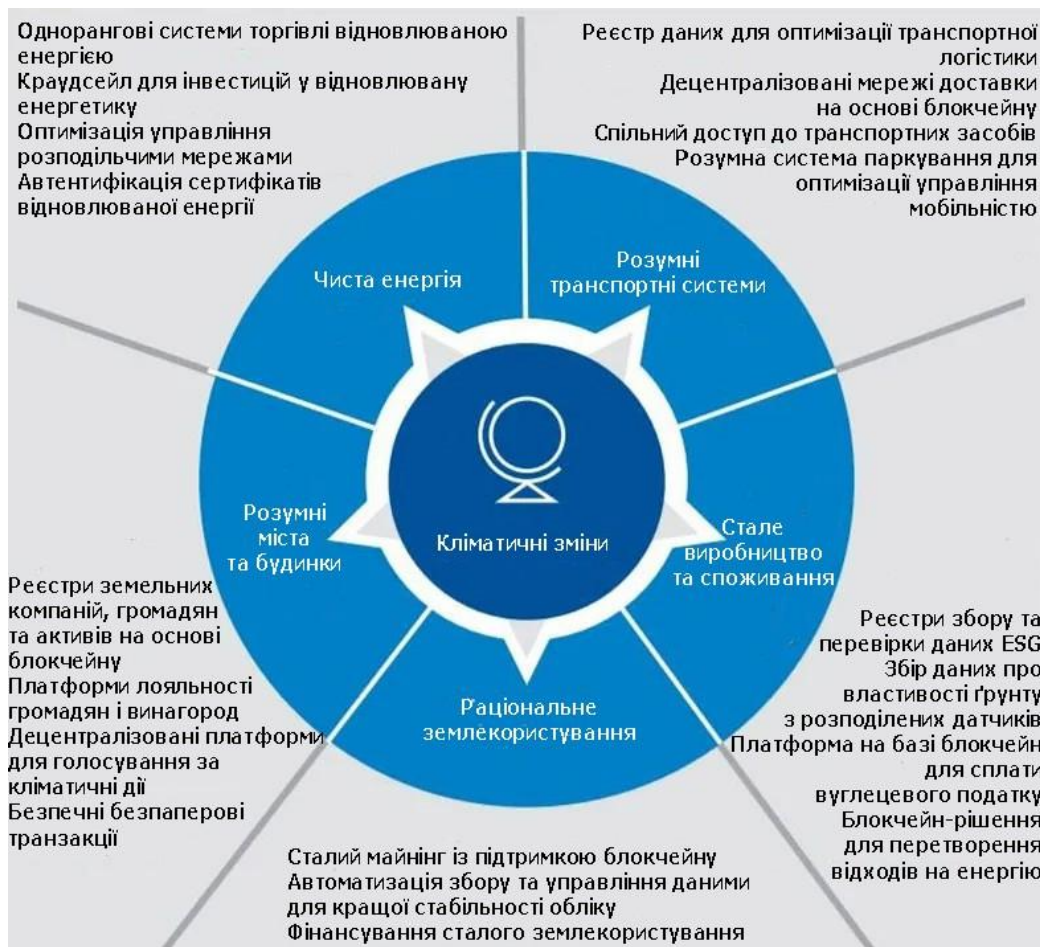 Однорангові системи торгівлі відновлюваною
енергією
Краудсейл для інвестицій у відновлювану
енергетику
Оптимізація управління
розподільчими мережами
Автентифікація сертифікатів
відновлюваної енергії
Реєстр даних для оптимізації транспортної
логістики
Децентралізовані мережі доставки
на основі блокчейну
Спільний доступ до транспортних засобів
Розумна система паркування для
оптимізації управління
мобільністю
Чиста енергія
Розумні
транспортні системи
Розумні
міста
та будинки
Кліматичні зміни
Стале
виробництво
та споживання
Раціональне
землекористування
Реєстри земельних
компаній, громадян
та активів на основі
блокчейну
Платформи лояльності
громадян і винагород
Децентралізовані платформи
для голосування за
кліматичні дії
Безпечні безпаперові
транзакції
Реєстри збору та
перевірки даних ESG
Збір даних про
властивості ґрунту
з розподілених датчиків
Платформа на базі блокчейн
для сплати
вуглецевого податку
Блокчейн-рішення
для перетворення
відходів на енергію
Сталий майнінг із підтримкою блокчейну
Автоматизація збору та управління даними
для кращої стабільності обліку
Фінансування сталого землекористування